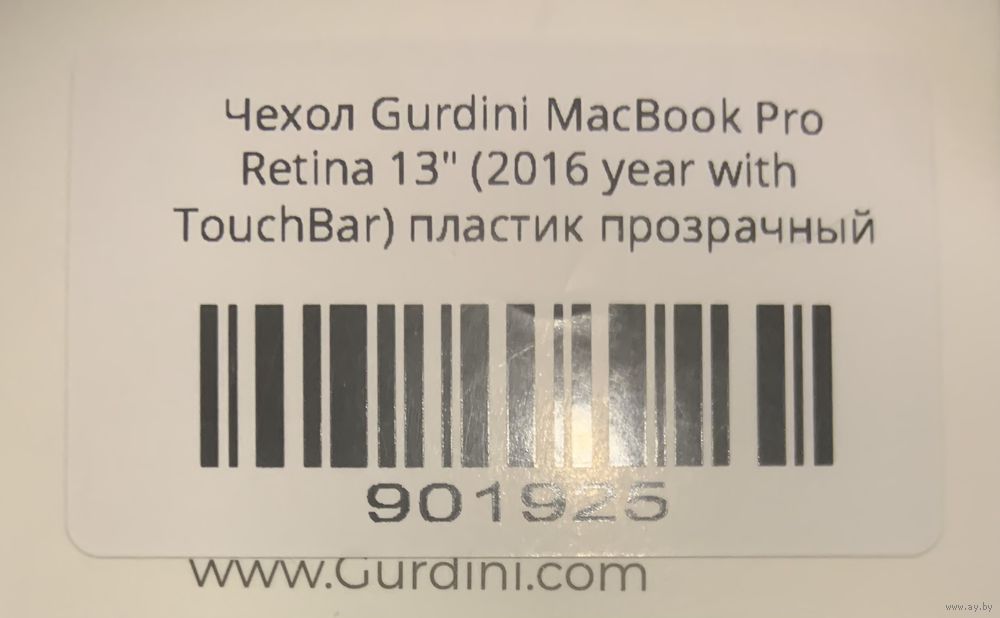 Чехол Gurdini MacBook Pro
Retina 13" (2016 year with
TouchBar) пластик прозрачный
901925
www.Gurdini.com
www.ay.by